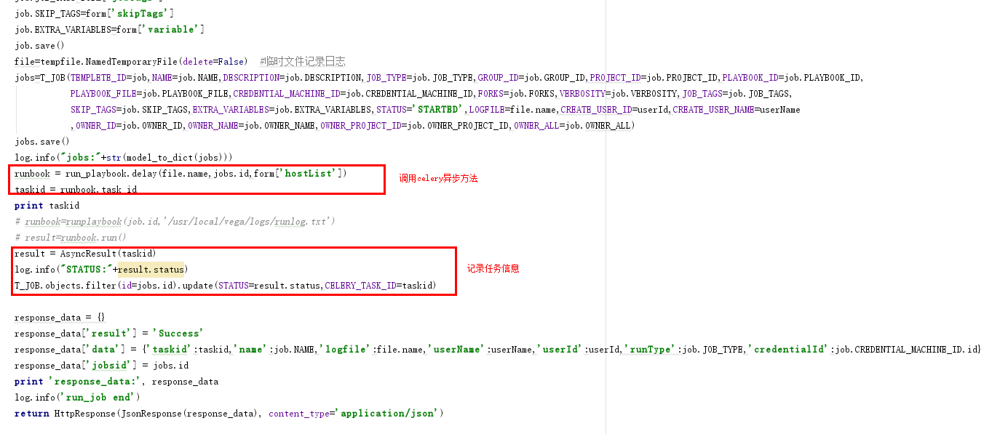 job.SKIP_TAGS=form['skipTags']
job.EXTRA_VARIABLES=form['variable']
job.save()
file=tempfile.NamedTemporaryFile(delete=False)  #临时文件记录日志
jobs=T_JOB(TEMPLETE_ID=job,NAME=job.NAME,DESCRIPTION=job.DESCRIPTION,JOB_TYPE=job.JOB_TYPE,GROUP_ID=job.GROUP_ID,PROJECT_ID=job.PROJECT_ID,PLAYBOOK_ID=job.PLAYBOOK_ID,
PLAYBOOK_FILE=job.PLAYBOOK_FILE,CREDENTIAL_MACHINE_ID=job.CREDENTIAL_MACHINE_ID,FORKS=job.FORKS,VERBOSITY=job.VERBOSITY,JOB_TAGS=job.JOB_TAGS,
SKIP_TAGS=job.SKIP_TAGS,EXTRA_VARIABLES=job.EXTRA_VARIABLES,STATUS='STARTED',LOGFILE=file.name,CREATE_USER_ID=userId,CREATE_USER_NAME=userName
,OWNER_ID=job.OWNER_ID,OWNER_NAME=job.OWNER_NAME,OWNER_PROJECT_ID=job.OWNER_PROJECT_ID,OWNER_ALL=job.OWNER_ALL)
jobs.save()
log.info("jobs:"+str(model_to_dict(jobs)))
runbook = run_playbook.delay(file.name,jobs.id,form['hostList'])
调用celery异步方法
taskid = runbook.task_id
print taskid
# runbook=runplaybook(job.id,'/usr/local/vega/logs/runlog.txt')
# result=runbook.run()
result = AsyncResult(taskid)
log.info("STATUS:"+result.status)
记录任务信息
T_JOB.objects.filter(id=jobs.id).update(STATUS=result.status,CELERY_TASK_ID=taskid)
response_data = {}
response_data['result'] = 'Success'
response_data['data'] = {'taskid':taskid,'name':job.NAME,'logfile':file.name,'userName':userName,'userId':userId,'runType':job.JOB_TYPE,'credentialId':job.CREDENTIAL_MACHINE_ID.id}
response_data['jobsid'] = jobs.id
print 'response_data:', response_data
log.info('run_job end')
return HttpResponse(JsonResponse(response_data), content_type='application/json')